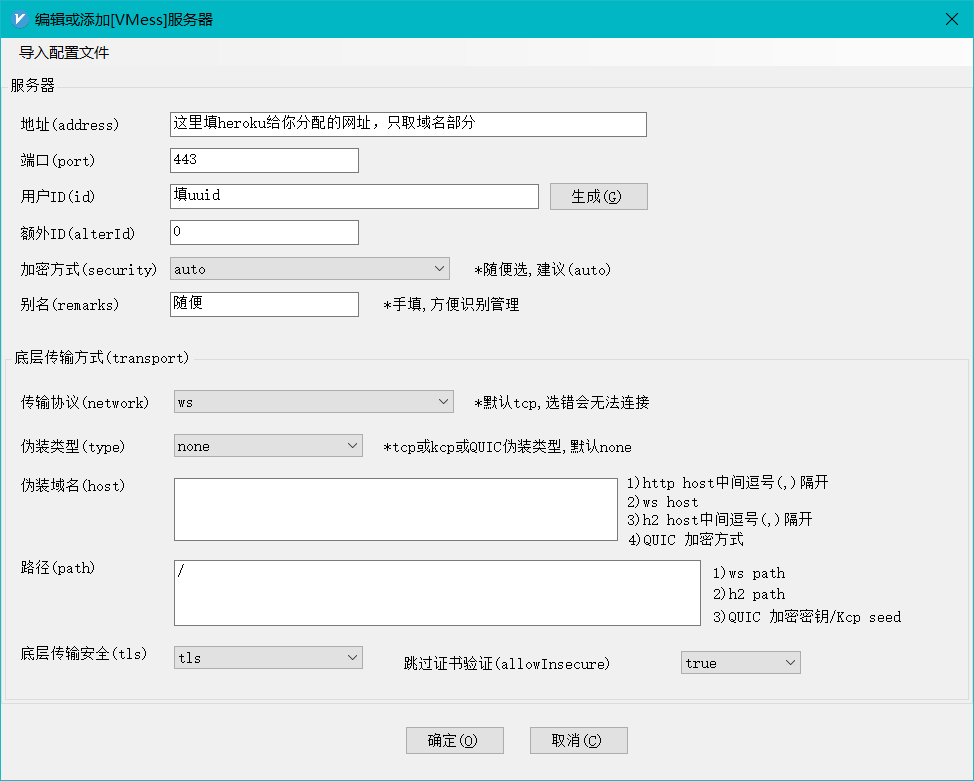 编辑或添加[VMess]服务器
导入配置文件
服务器
地址(address) 这里填heroku给你分配的网址，只取域名部分
端口(port) 443
用户ID(id) 填uuid 生成(G)
额外ID(alterId) 0
加密方式(security) auto *随便选,建议(auto)
别名(remarks) 随便 *手填,方便识别管理
底层传输方式(transport)
传输协议(network) ws *默认tcp,选错会无法连接
伪装类型(type) none *tcp或kcp或QUIC伪装类型,默认none
伪装域名(host) 1)http host中间逗号(,)隔开
2)ws host
3)h2 host中间逗号(,)隔开
4)QUIC 加密方式
路径(path) / 1)ws path
2)h2 path
3)QUIC 加密密钥/Kcp seed
底层传输安全(tls) tls 跳过证书验证(allowInsecure) true
确定(O) 取消(C)